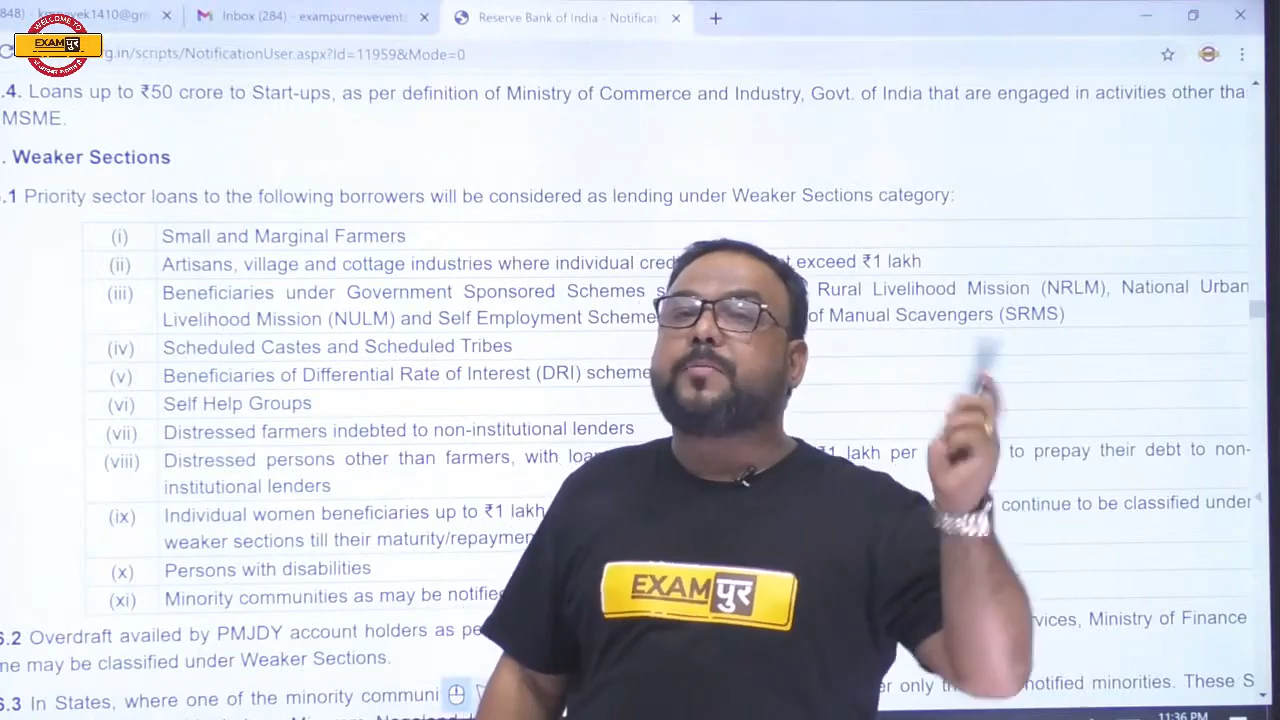 848) - kmnayek1410@gm
Inbox (284) - exampurnewevent
Reserve Bank of India - Notificat
WELCOME TO
EXAMपुर
rg.in/scripts/NotificationUser.aspx?Id=11959&Mode=0
.4. Loans up to ₹50 crore to Start-ups, as per definition of Ministry of Commerce and Industry, Govt. of India that are engaged in activities other tha
MSME.
. Weaker Sections
.1 Priority sector loans to the following borrowers will be considered as lending under Weaker Sections category:
(i) Small and Marginal Farmers
(ii) Artisans, village and cottage industries where individual cred exceed ₹1 lakh
(iii) Beneficiaries under Government Sponsored Schemes s Rural Livelihood Mission (NRLM), National Urban
Livelihood Mission (NULM) and Self Employment Scheme of Manual Scavengers (SRMS)
(iv) Scheduled Castes and Scheduled Tribes
(v) Beneficiaries of Differential Rate of Interest (DRI) scheme
(vi) Self Help Groups
(vii) Distressed farmers indebted to non-institutional lenders
(viii) Distressed persons other than farmers, with loa ₹1 lakh per to prepay their debt to non-
institutional lenders
(ix) Individual women beneficiaries up to ₹1 lakh continue to be classified under
weaker sections till their maturity/repaymen
(x) Persons with disabilities
(xi) Minority communities as may be notifie
EXAMपुर
6.2 Overdraft availed by PMJDY account holders as pe vices, Ministry of Finance
me may be classified under Weaker Sections.
6.3 In States, where one of the minority communi er only th notified minorities. These S
11:36 PM